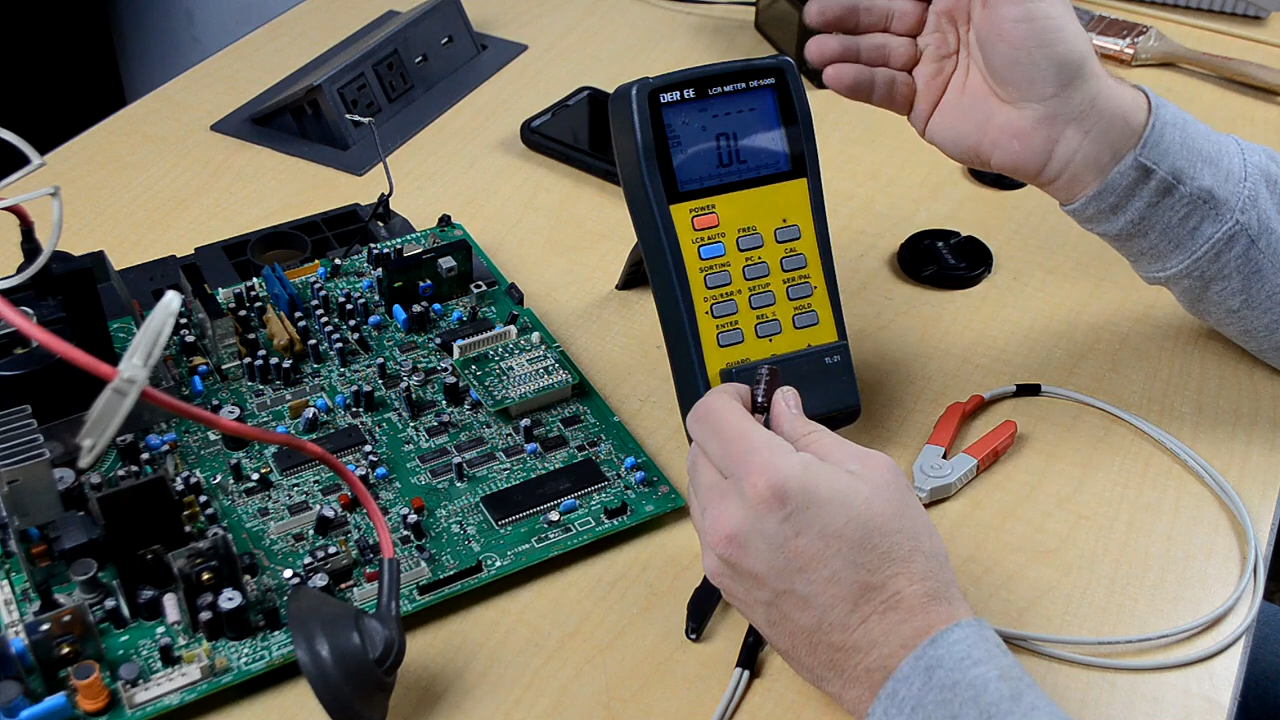 DER EE LCR METER DE-5000
OL
POWER
LCR AUTO FREQ ☀
SORTING PC▲ CAL
D/Q/ESR/θ SETUP SER/PAL
ENTER REL % HOLD
GUARD
TL-21